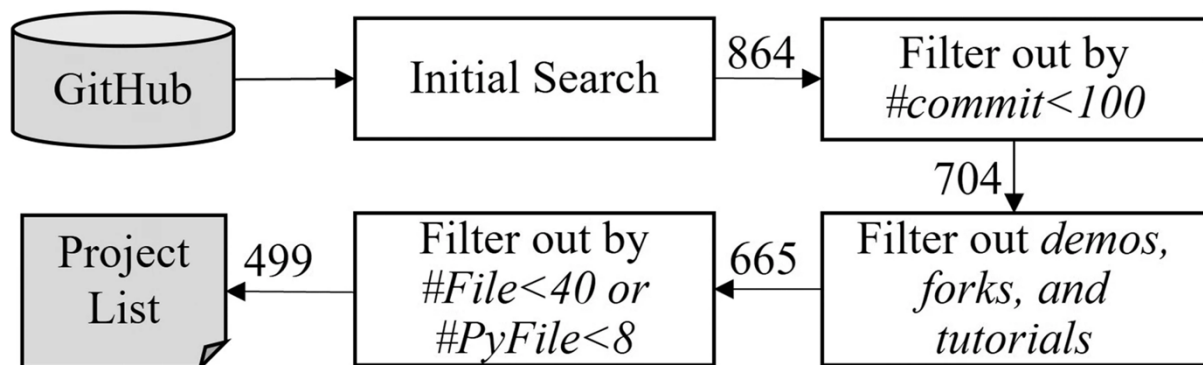 GitHub
Initial Search
864
Filter out by
#commit<100
704
Filter out demos,
forks, and
tutorials
665
Filter out by
#File<40 or
#PyFile<8
499
Project
List